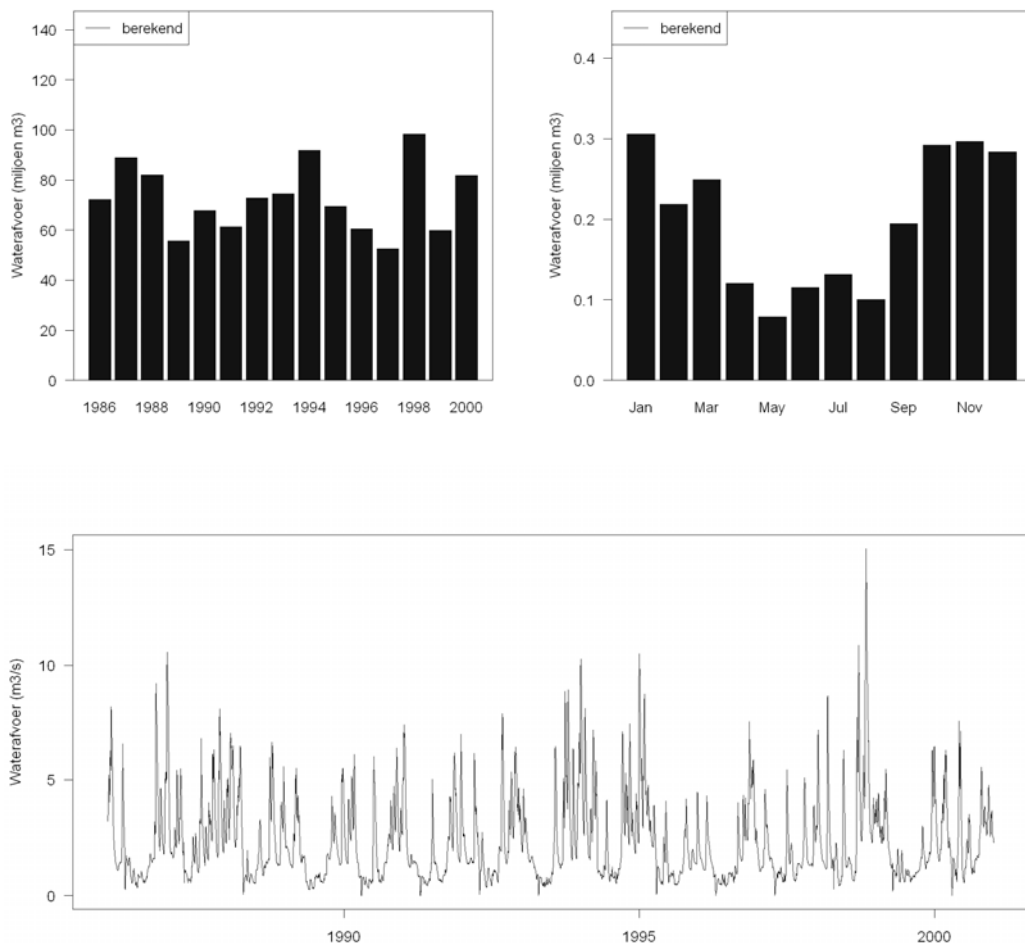 berekend
Waterafvoer (miljoen m3)
140
120
100
80
60
40
20
0
1986 1988 1990 1992 1994 1996 1998 2000
berekend
Waterafvoer (miljoen m3)
0.4
0.3
0.2
0.1
0.0
Jan Mar May Jul Sep Nov
Waterafvoer (m3/s)
15
10
5
0
1990 1995 2000